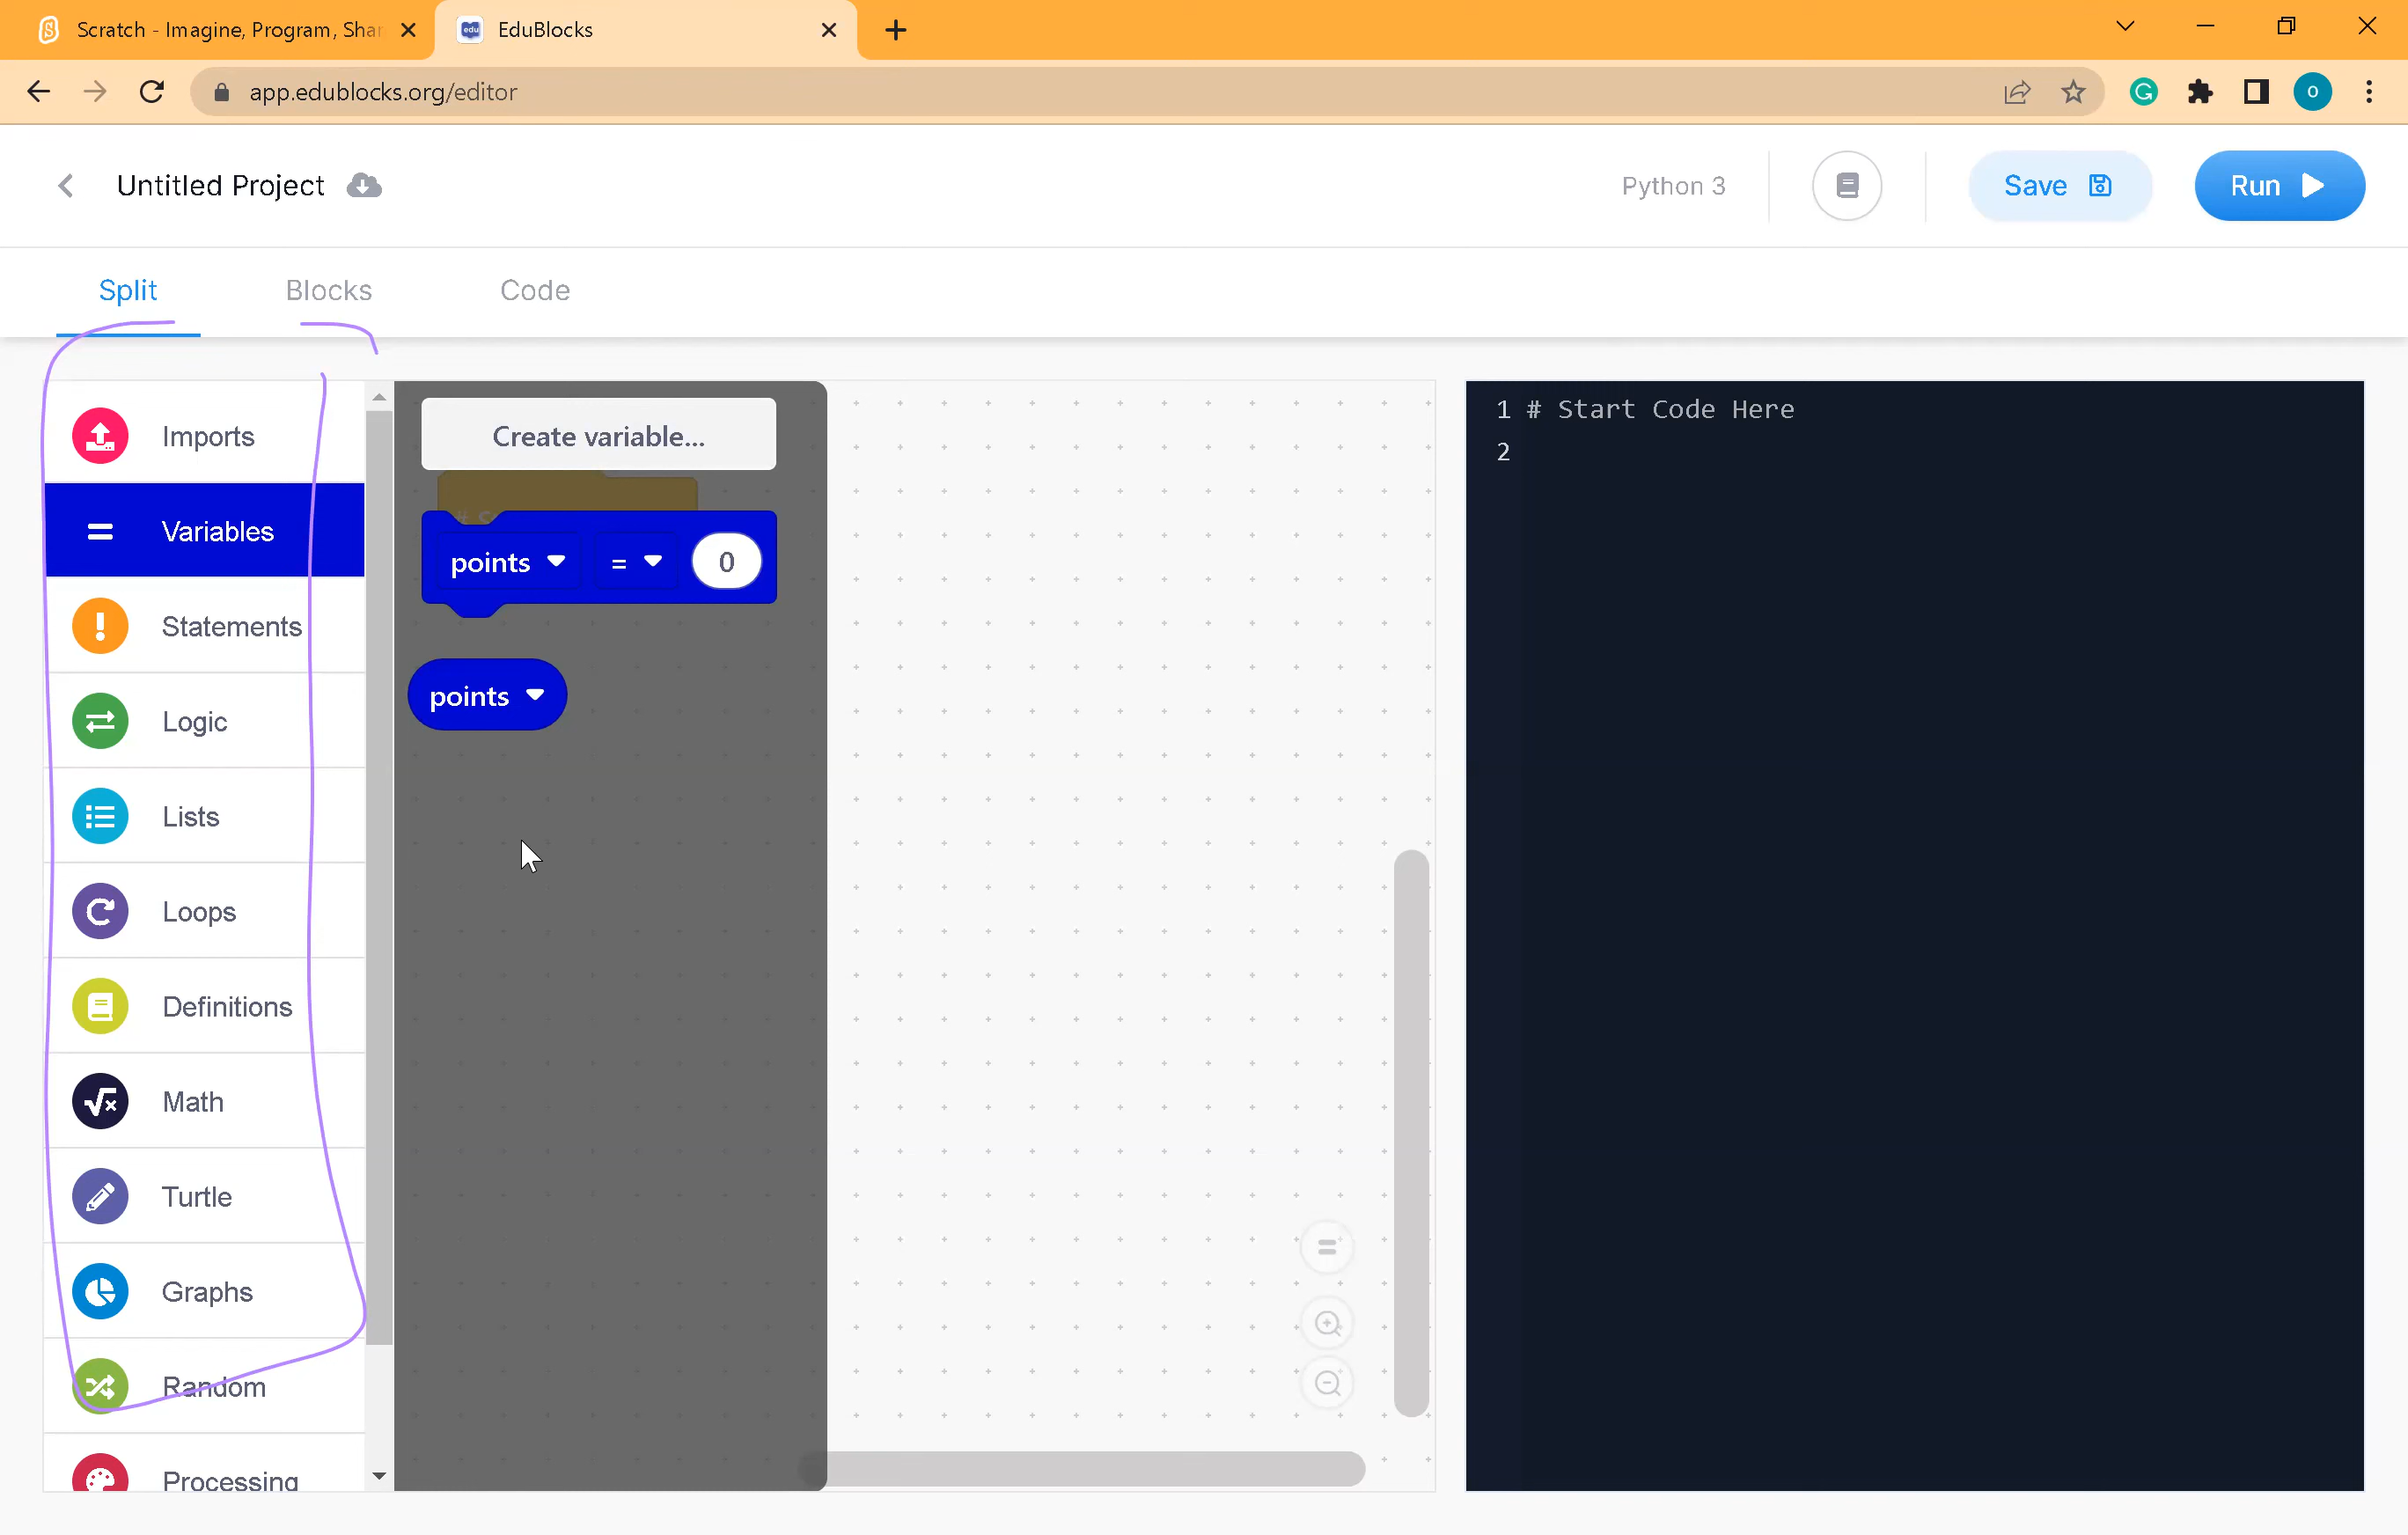 Scratch - Imagine, Program, Shar
EduBlocks
app.edublocks.org/editor
Untitled Project
Python 3
Save
Run
Split
Blocks
Code
Imports
Variables
Statements
Logic
Lists
Loops
Definitions
Math
Turtle
Graphs
Random
Processing
Create variable...
points = 0
points
1 # Start Code Here
2